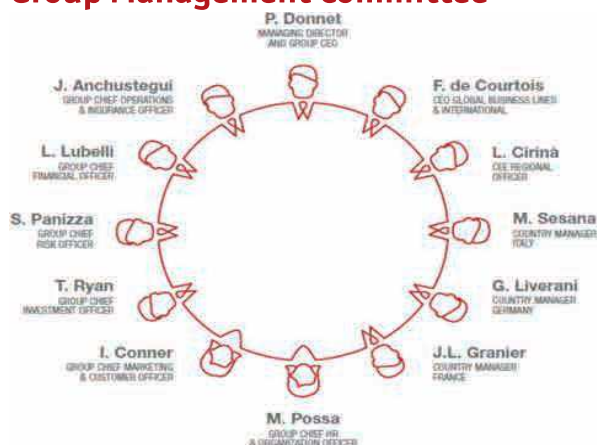 Group Management Committee
P. Donnet
MANAGING DIRECTOR
AND GROUP CEO
J. Anchustegui
GROUP CHIEF OPERATIONS
& INSURANCE OFFICER
F. de Courtois
CEO GLOBAL BUSINESS LINES
& INTERNATIONAL
L. Lubelli
GROUP CHIEF
FINANCIAL OFFICER
L. Cirinà
CEE REGIONAL
OFFICER
S. Panizza
GROUP CHIEF
RISK OFFICER
M. Sesana
COUNTRY MANAGER
ITALY
T. Ryan
GROUP CHIEF
INVESTMENT OFFICER
G. Liverani
COUNTRY MANAGER
GERMANY
I. Conner
GROUP CHIEF MARKETING
& CUSTOMER OFFICER
J.L. Granier
COUNTRY MANAGER
FRANCE
M. Possa
GROUP CHIEF HR
& ORGANIZATION OFFICER